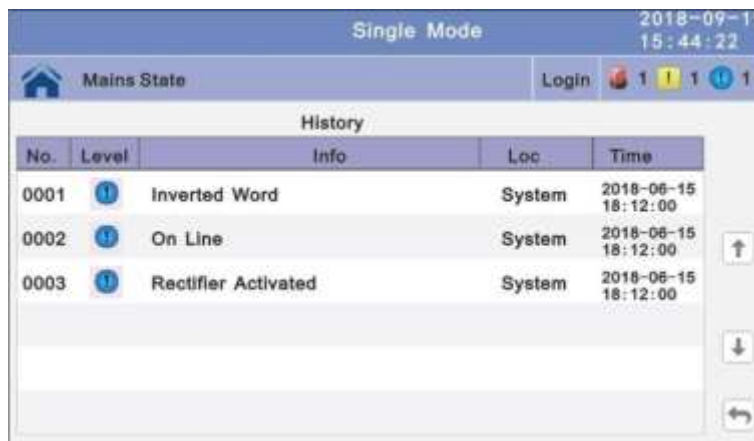 Single Mode
2018-09-1
15:44:22
Mains State Login 1 ! 1 ! 1
History
No. Level Info Loc Time
0001 ! Inverted Word System 2018-06-15
18:12:00
0002 ! On Line System 2018-06-15
18:12:00
0003 ! Rectifier Activated System 2018-06-15
18:12:00